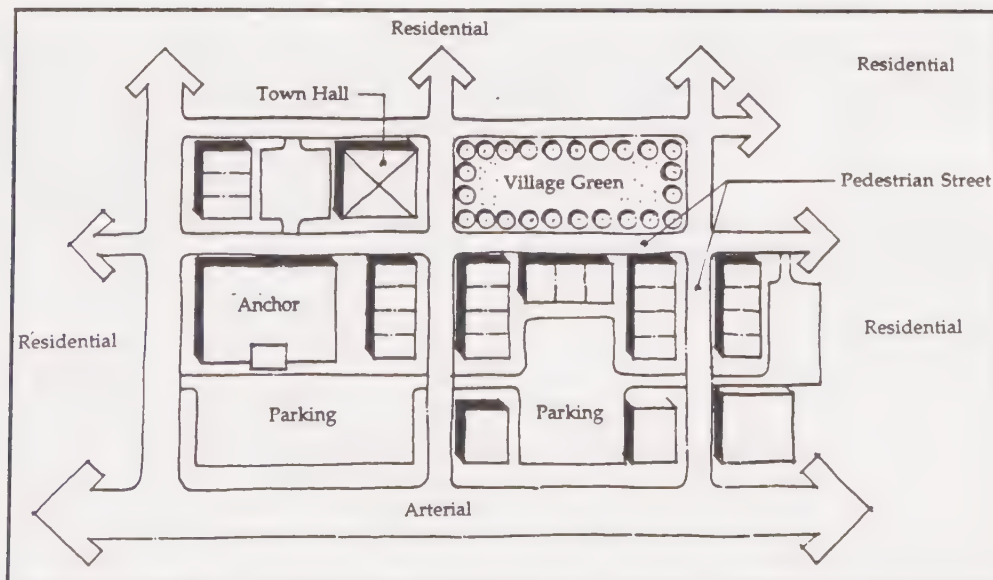 Residential
Residential
Town Hall
Village Green
Pedestrian Street
Anchor
Residential
Residential
Parking
Parking
Arterial